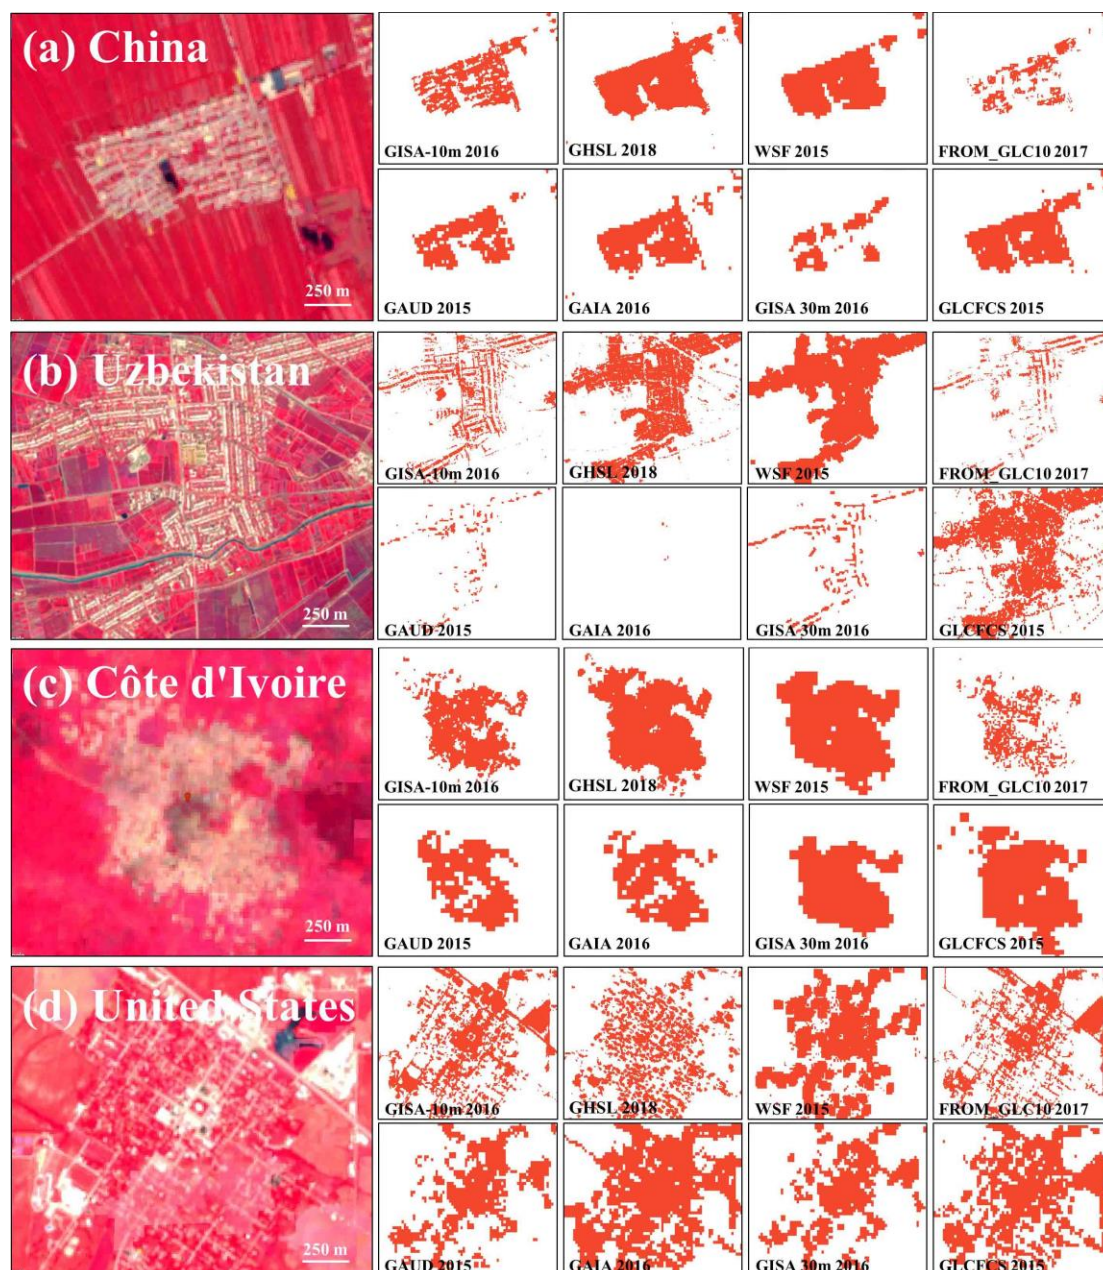 (a) China
250 m
GISA-10m 2016
GHSL 2018
WSF 2015
FROM_GLC10 2017
GAUD 2015
GAIA 2016
GISA 30m 2016
GLCFCS 2015
(b) Uzbekistan
250 m
GISA-10m 2016
GHSL 2018
WSF 2015
FROM_GLC10 2017
GAUD 2015
GAIA 2016
GISA 30m 2016
GLCFCS 2015
(c) Côte d'Ivoire
250 m
GISA-10m 2016
GHSL 2018
WSF 2015
FROM_GLC10 2017
GAUD 2015
GAIA 2016
GISA 30m 2016
GLCFCS 2015
(d) United States
250 m
GISA-10m 2016
GHSL 2018
WSF 2015
FROM_GLC10 2017
GAUD 2015
GAIA 2016
GISA 30m 2016
GLCFCS 2015